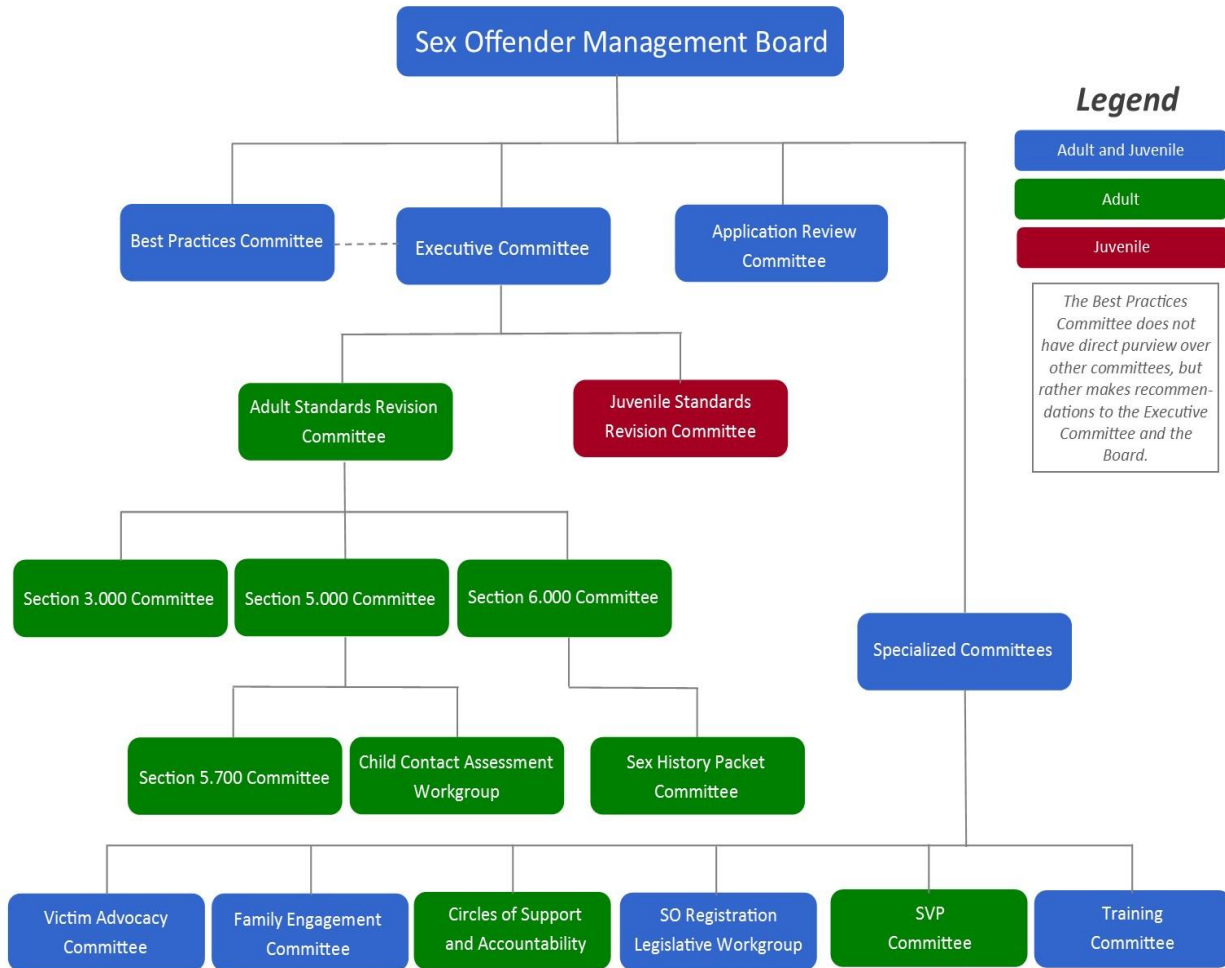 Sex Offender Management Board
Legend
Adult and Juvenile
Adult
Juvenile
The Best Practices
Committee does not
have direct purview over
other committees, but
rather makes recommen-
dations to the Executive
Committee and the
Board.
Best Practices Committee
Executive Committee
Application Review
Committee
Adult Standards Revision
Committee
Juvenile Standards
Revision Committee
Section 3.000 Committee
Section 5.000 Committee
Section 6.000 Committee
Specialized Committees
Section 5.700 Committee
Child Contact Assessment
Workgroup
Sex History Packet
Committee
Victim Advocacy
Committee
Family Engagement
Committee
Circles of Support
and Accountability
SO Registration
Legislative Workgroup
SVP
Committee
Training
Committee